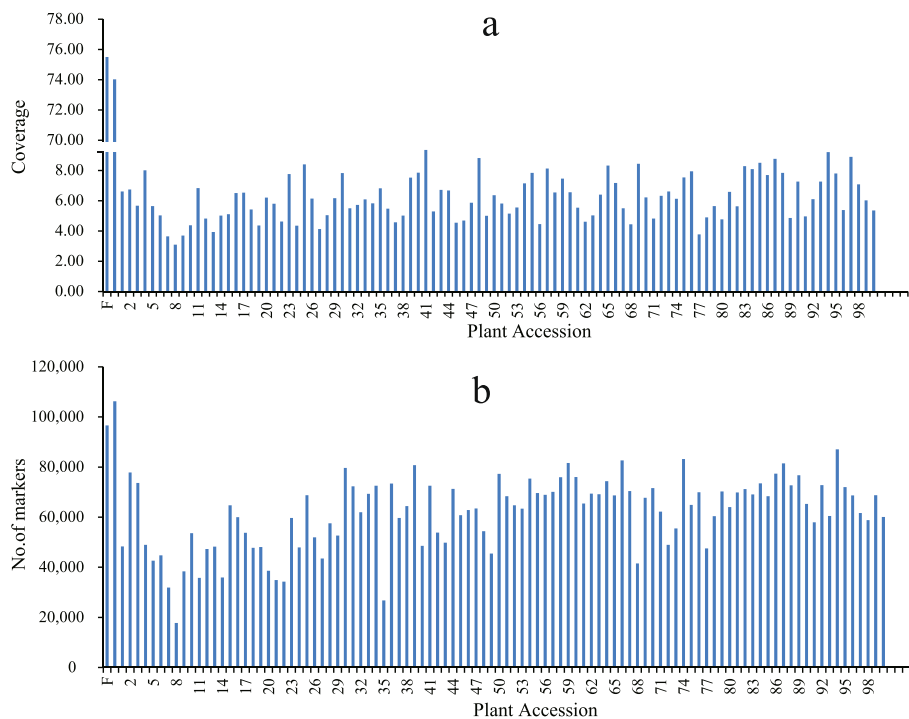 a
78.00
76.00
74.00
72.00
70.00
8.00
6.00
4.00
2.00
0.00
Coverage
F 2 5 8 11 14 17 20 23 26 29 32 35 38 41 44 47 50 53 56 59 62 65 68 71 74 77 80 83 86 89 92 95 98
Plant Accession
b
120,000
100,000
80,000
60,000
40,000
20,000
0
No.of markers
F 2 5 8 11 14 17 20 23 26 29 32 35 38 41 44 47 50 53 56 59 62 65 68 71 74 77 80 83 86 89 92 95 98
Plant Accession